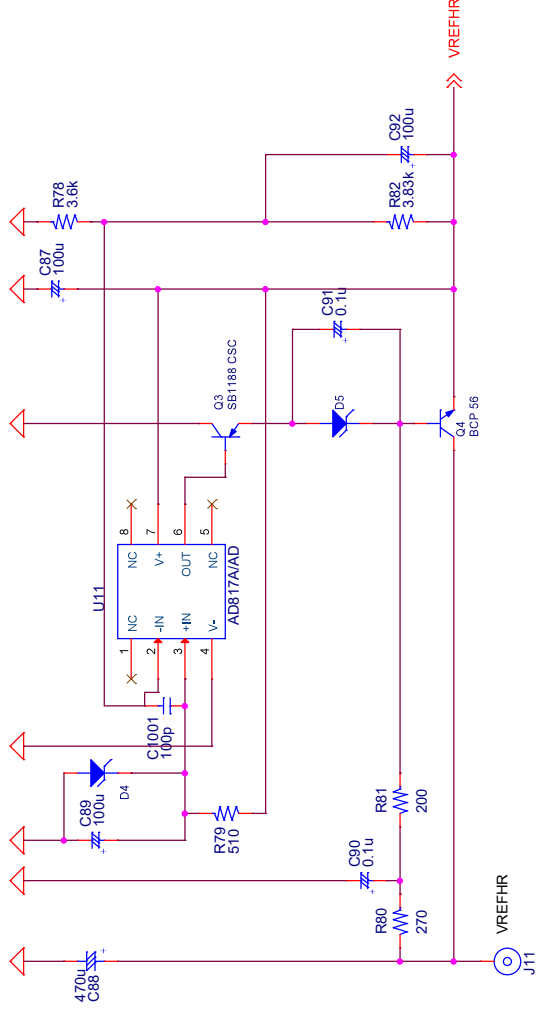 VREFHR
R78
3.6k
C92
100u
R82
3.83k
C87
100u
C91
0.1u
Q3
SB1188 CSC
D5
Q4
BCP 56
U11
AD817A/AD
1
NC
8
NC
2
-IN
7
V+
3
+IN
6
OUT
4
V-
5
NC
C1001
100p
D4
C89
100u
R79
510
C90
0.1u
R81
200
R80
270
470u
C88
VREFHR
J11